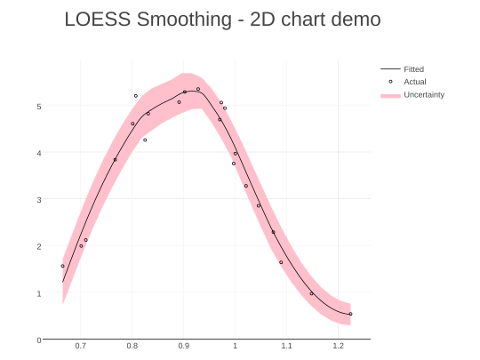 LOESS Smoothing - 2D chart demo
Fitted
Actual
Uncertainty
5
4
3
2
1
0
0.7 0.8 0.9 1 1.1 1.2